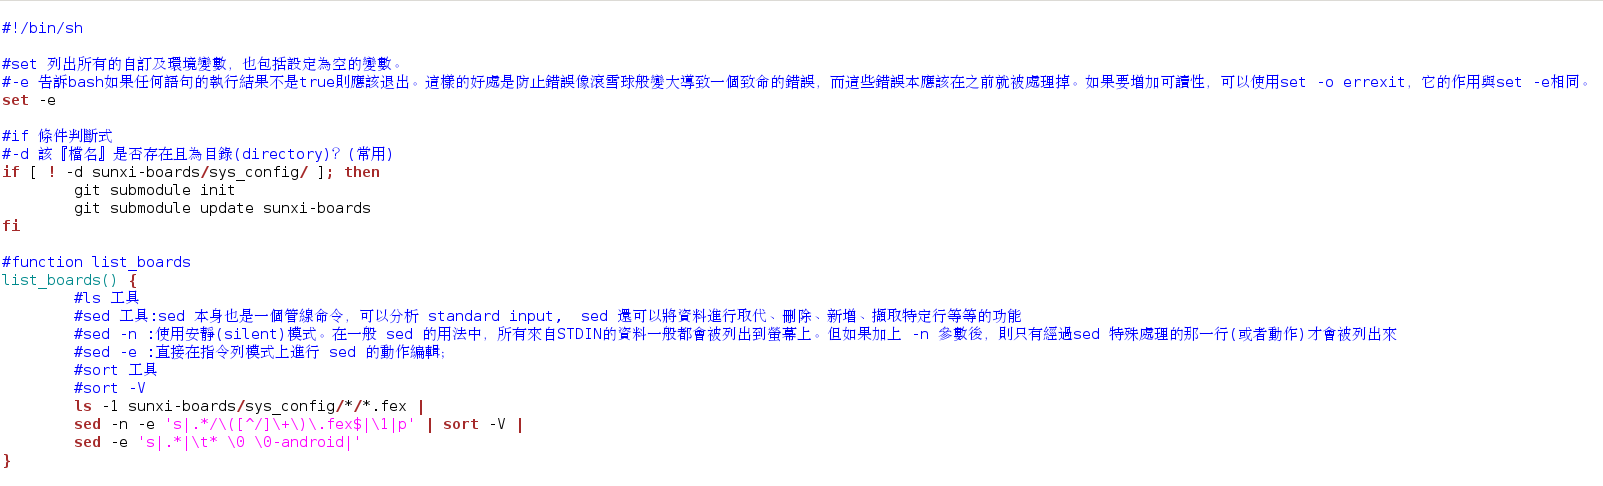 #!/bin/sh
#set 列出所有的自訂及環境變數，也包括設定為空的變數。
#-e 告訴bash如果任何語句的執行結果不是true則應該退出。這樣的好處是防止錯誤像滾雪球般變大導致一個致命的錯誤，而這些錯誤本應該在之前就被處理掉。如果要增加可讀性，可以使用set -o errexit，它的作用與set -e相同。
set -e
#if 條件判斷式
#-d 該『檔名』是否存在且為目錄(directory)？(常用)
if [ ! -d sunxi-boards/sys_config/ ]; then
        git submodule init
        git submodule update sunxi-boards
fi
#function list_boards
list_boards() {
        #ls 工具
        #sed 工具:sed 本身也是一個管線命令，可以分析 standard input,  sed 還可以將資料進行取代、刪除、新增、擷取特定行等等的功能
        #sed -n :使用安靜(silent)模式。在一般 sed 的用法中，所有來自STDIN的資料一般都會被列出到螢幕上。但如果加上 -n 參數後，則只有經過sed 特殊處理的那一行(或者動作)才會被列出來
        #sed -e :直接在指令列模式上進行 sed 的動作編輯；
        #sort 工具
        #sort -V
        ls -1 sunxi-boards/sys_config/*/*.fex |
        sed -n -e 's|.*/\([^/]\+\)\.fex$|\1|p' | sort -V |
        sed -e 's|.*|\t* \0 \0-android|'
}